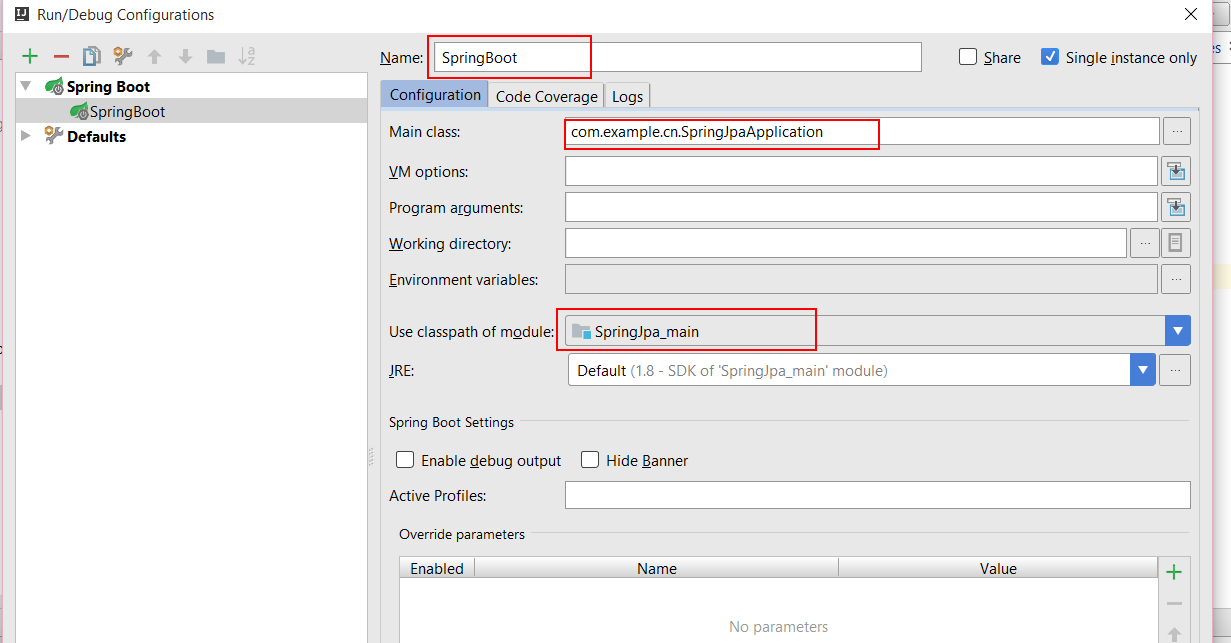 Run/Debug Configurations
Name: SpringBoot
Share
Single instance only
Spring Boot
SpringBoot
Defaults
Configuration
Code Coverage
Logs
Main class: com.example.cn.SpringJpaApplication
VM options:
Program arguments:
Working directory:
Environment variables:
Use classpath of module: SpringJpa_main
JRE: Default (1.8 - SDK of 'SpringJpa_main' module)
Spring Boot Settings
Enable debug output
Hide Banner
Active Profiles:
Override parameters
Enabled Name Value
No parameters